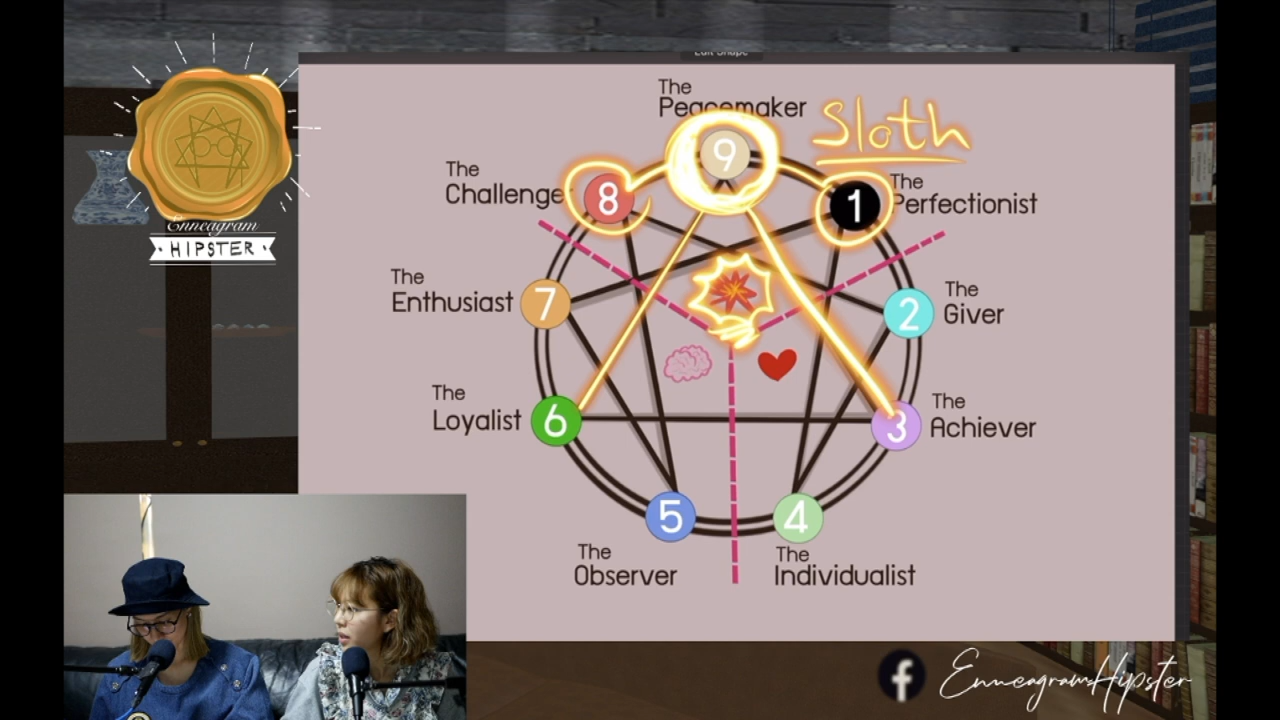 Edit Shape
The
Peacemaker
Sloth
9
The
Challenge
8
1
The
Perfectionist
Enneagram
HIPSTER
The
Enthusiast
7
2
The
Giver
The
Loyalist
6
3
The
Achiever
5
4
The
Observer
The
Individualist
f
EnneagramHipster